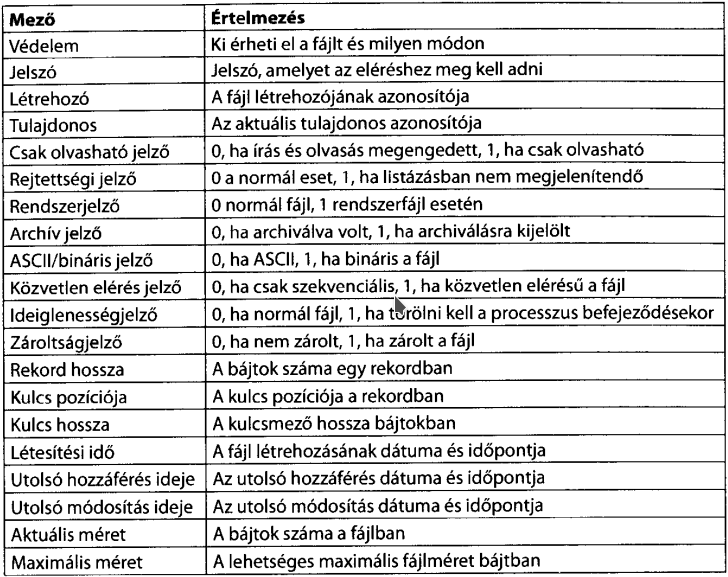 Mező Értelmezés
Védelem Ki érheti el a fájlt és milyen módon
Jelszó Jelszó, amelyet az eléréshez meg kell adni
Létrehozó A fájl létrehozójának azonosítója
Tulajdonos Az aktuális tulajdonos azonosítója
Csak olvasható jelző 0, ha írás és olvasás megengedett, 1, ha csak olvasható
Rejtettségi jelző 0 a normál eset, 1, ha listázásban nem megjelenítendő
Rendszerjelző 0 normál fájl, 1 rendszerfájl esetén
Archív jelző 0, ha archiválva volt, 1, ha archiválásra kijelölt
ASCII/bináris jelző 0, ha ASCII, 1, ha bináris a fájl
Közvetlen elérés jelző 0, ha csak szekvenciális, 1, ha közvetlen elérésű a fájl
Ideiglenességjelző 0, ha normál fájl, 1, ha törölni kell a processzus befejeződésekor
Zároltságjelző 0, ha nem zárolt, 1, ha zárolt a fájl
Rekord hossza A bájtok száma egy rekordban
Kulcs pozíciója A kulcs pozíciója a rekordban
Kulcs hossza A kulcsmező hossza bájtokban
Létesítési idő A fájl létrehozásának dátuma és időpontja
Utolsó hozzáférés ideje Az utolsó hozzáférés dátuma és időpontja
Utolsó módosítás ideje Az utolsó módosítás dátuma és időpontja
Aktuális méret A bájtok száma a fájlban
Maximális méret A lehetséges maximális fájlméret bájtban